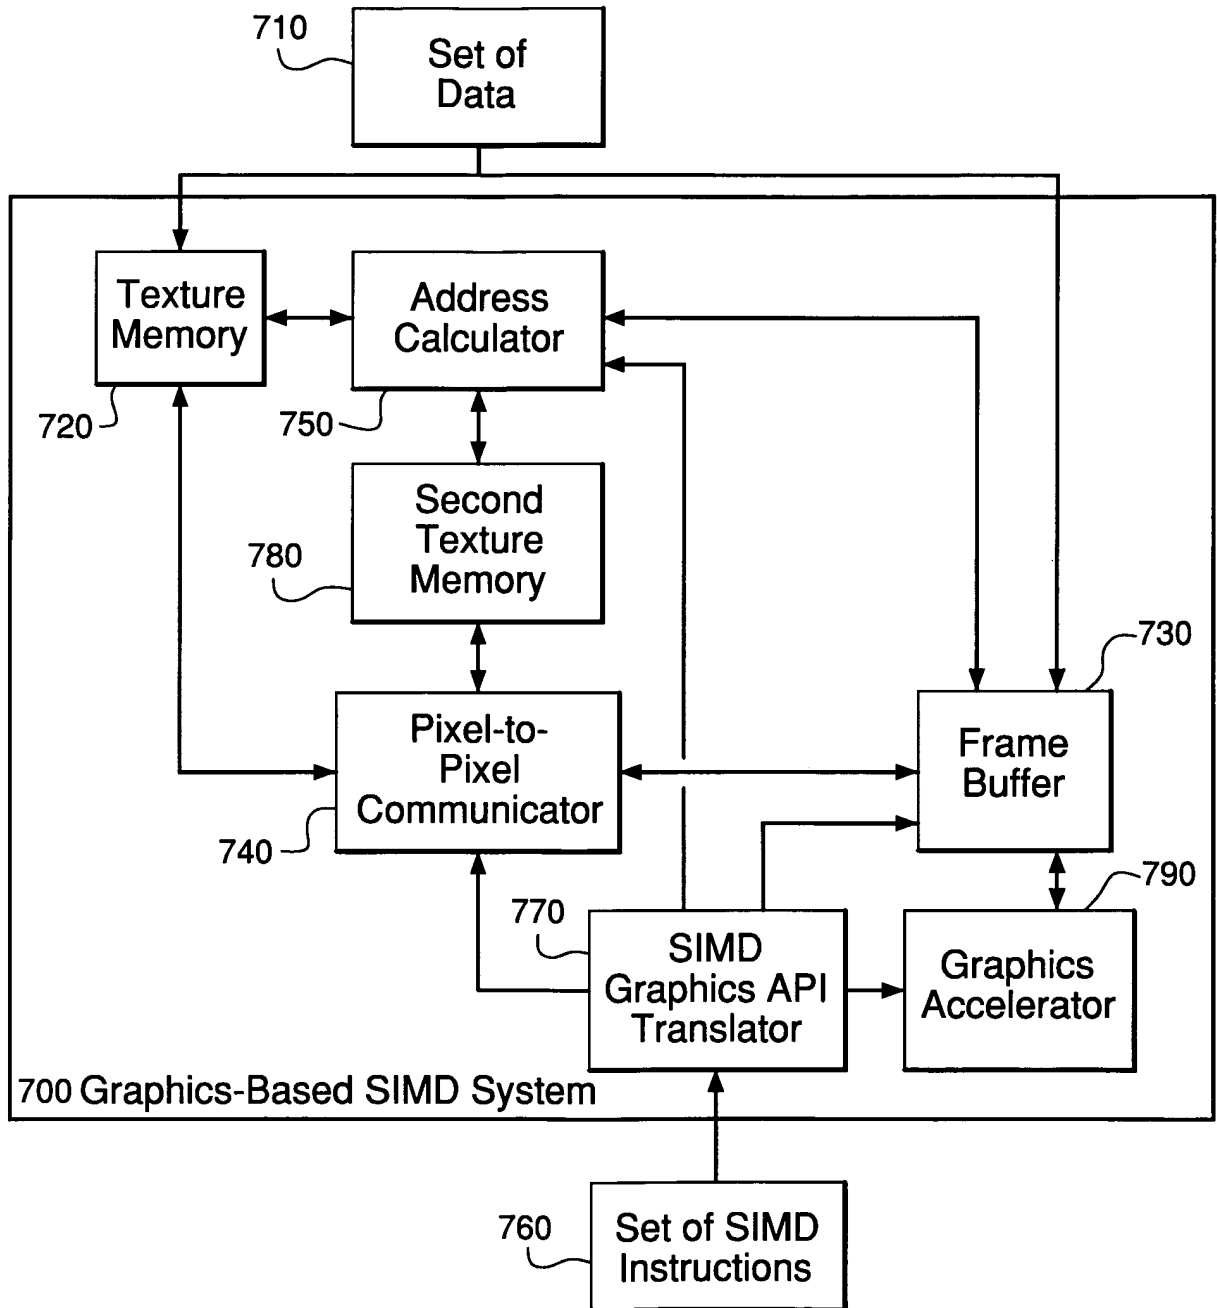 710
Set of
Data
Texture
Memory
720
Address
Calculator
750
Second
Texture
Memory
780
730
Frame
Buffer
Pixel-to-
Pixel
Communicator
740
770
SIMD
Graphics API
Translator
790
Graphics
Accelerator
700 Graphics-Based SIMD System
760
Set of SIMD
Instructions